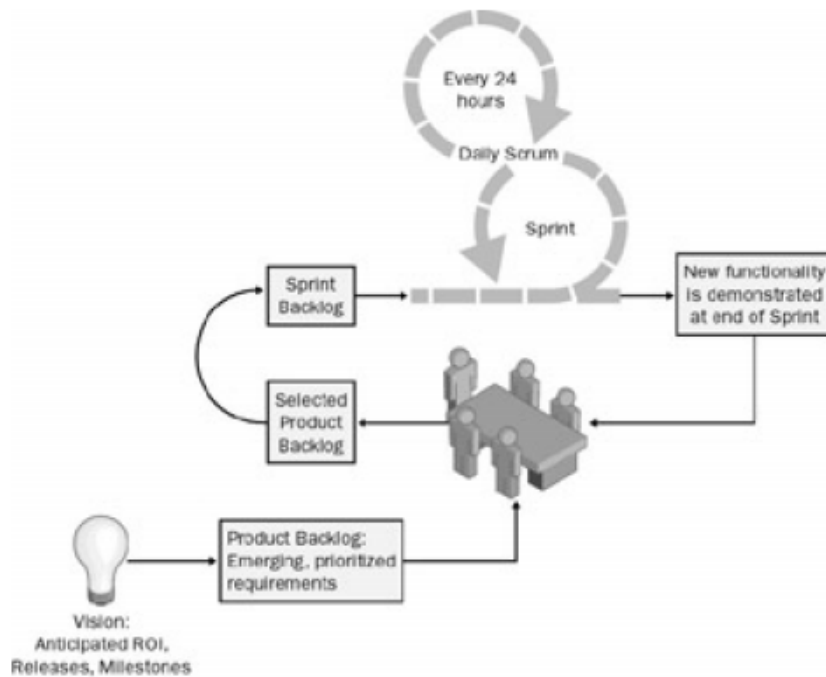 Every 24
hours
Daily Scrum
Sprint
Sprint
Backlog
New functionality
is demonstrated
at end of Sprint
Selected
Product
Backlog
Product Backlog:
Emerging, prioritized
requirements
Vision:
Anticipated ROI,
Releases, Milestones